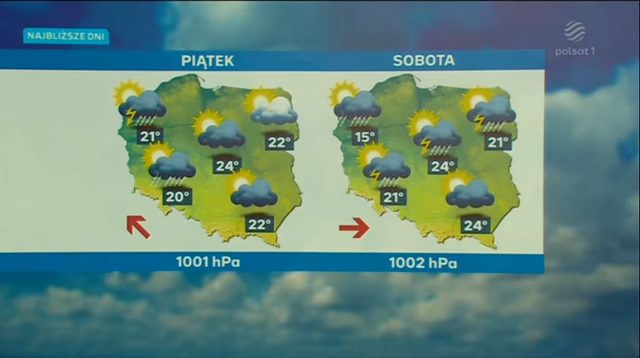 NAJBLIŻSZE DNI
polsat 1
PIĄTEK
SOBOTA
21°
22°
24°
20°
22°
15°
21°
24°
21°
24°
1001 hPa
1002 hPa